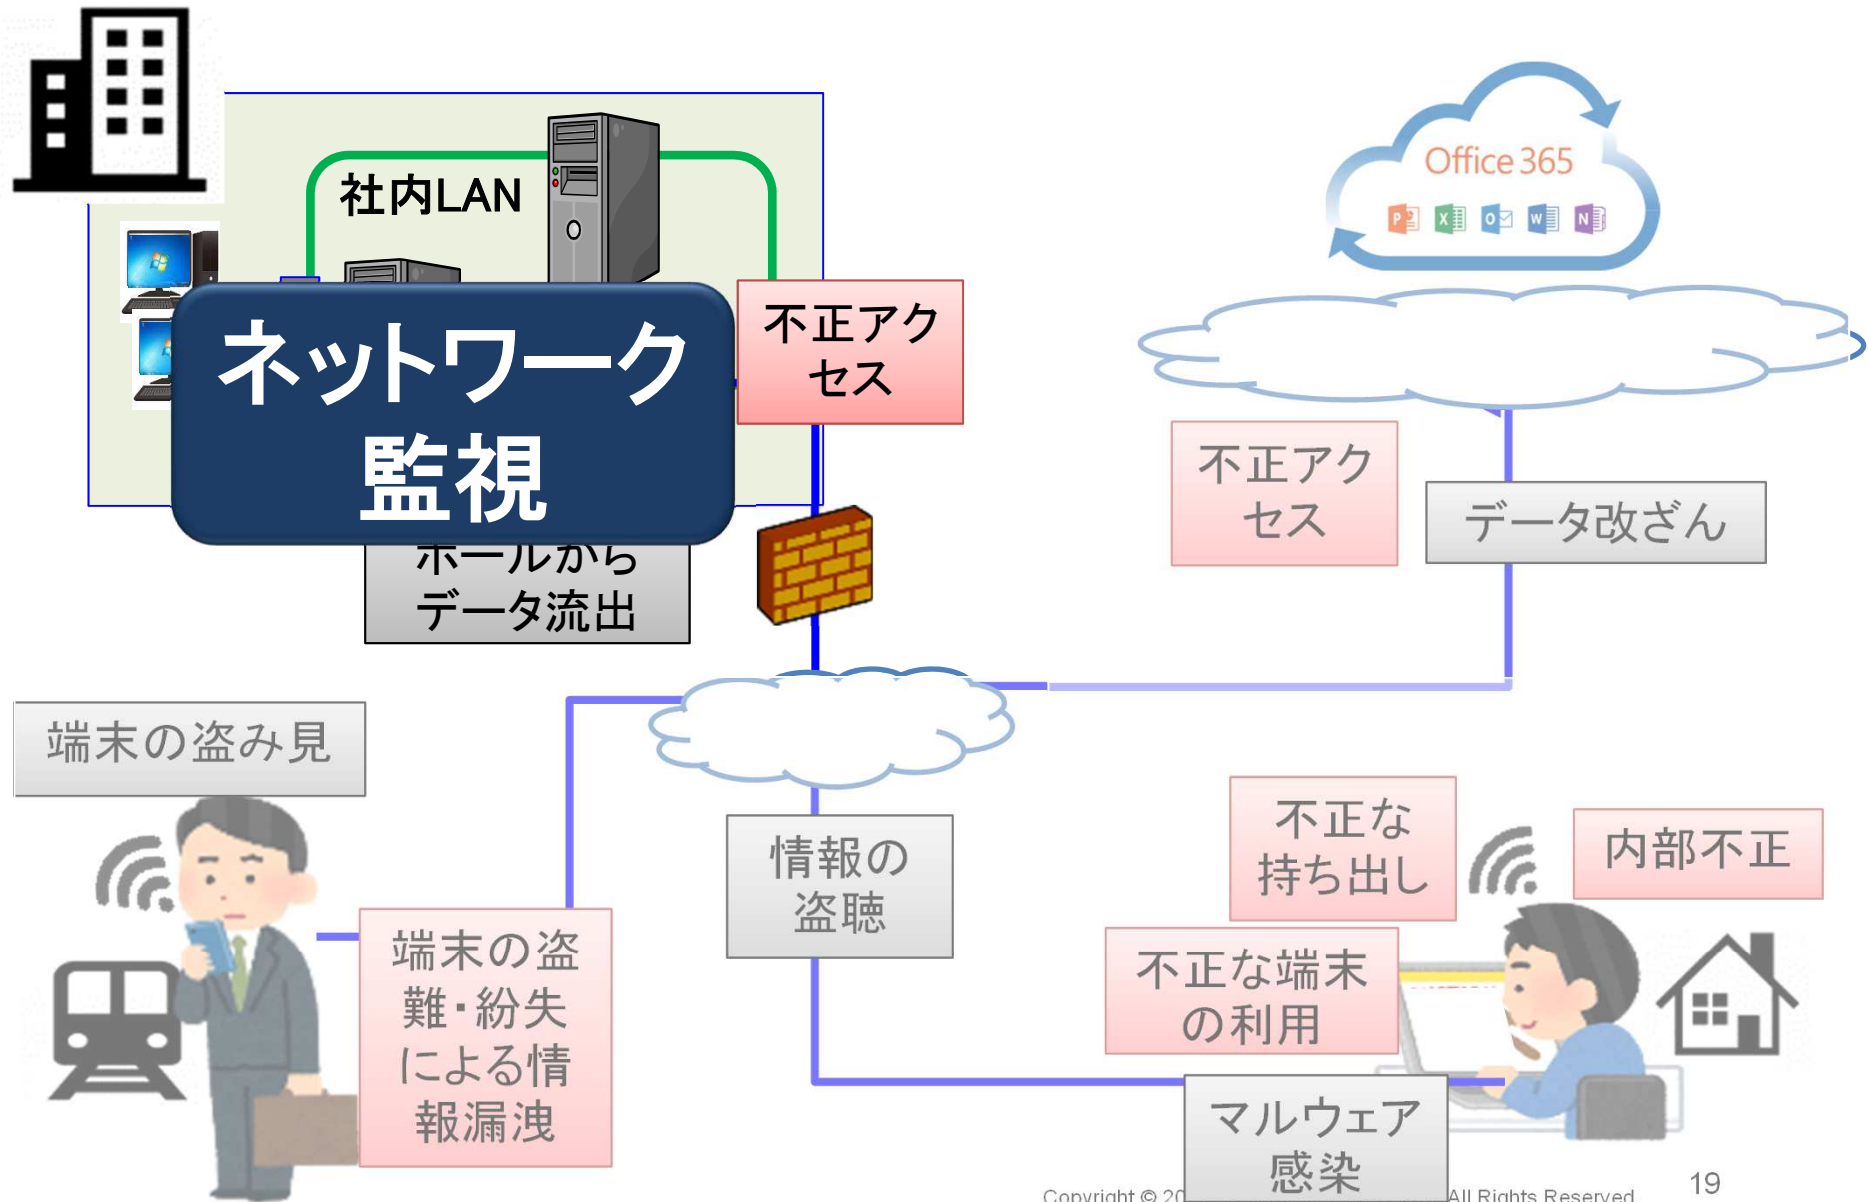 社内LAN
Office 365
ネットワーク
監視
不正アク
セス
ホールから
データ流出
不正アク
セス
データ改ざん
端末の盗み見
情報の
盗聴
不正な
持ち出し
内部不正
端末の盗
難・紛失
による情
報漏洩
不正な端末
の利用
マルウェア
感染
Copyright © 20
All Rights Reserved
19